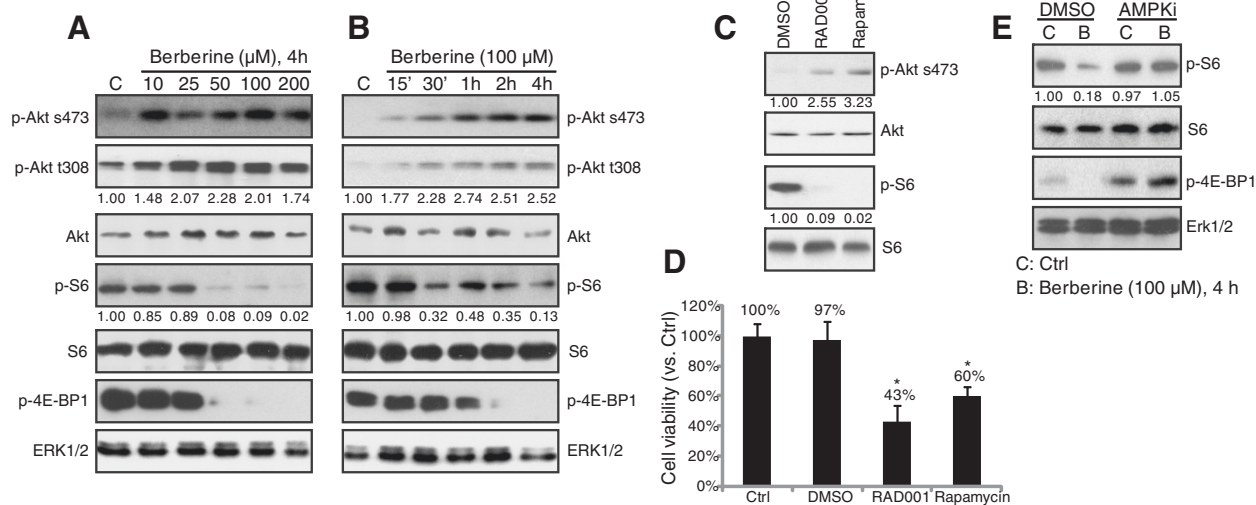 A
Berberine (µM), 4h
C 10 25 50 100 200
p-Akt s473
p-Akt t308
1.00 1.48 2.07 2.28 2.01 1.74
Akt
p-S6
1.00 0.85 0.89 0.08 0.09 0.02
S6
p-4E-BP1
ERK1/2
B
Berberine (100 µM)
C 15’ 30’ 1h 2h 4h
p-Akt s473
p-Akt t308
1.00 1.77 2.28 2.74 2.51 2.52
Akt
p-S6
1.00 0.98 0.32 0.48 0.35 0.13
S6
p-4E-BP1
ERK1/2
C
DMSO
p-Akt s473
1.00 2.55 3.23
Akt
p-S6
1.00 0.09 0.02
S6
D
Cell viability (vs. Ctrl)
120%
100%
80%
60%
40%
20%
0%
100%
97%
*
43%
*
60%
Ctrl DMSO RAD001 Rapamycin
E
DMSO AMPKi
C B C B
p-S6
1.00 0.18 0.97 1.05
S6
p-4E-BP1
Erk1/2
C: Ctrl
B: Berberine (100 µM), 4 h